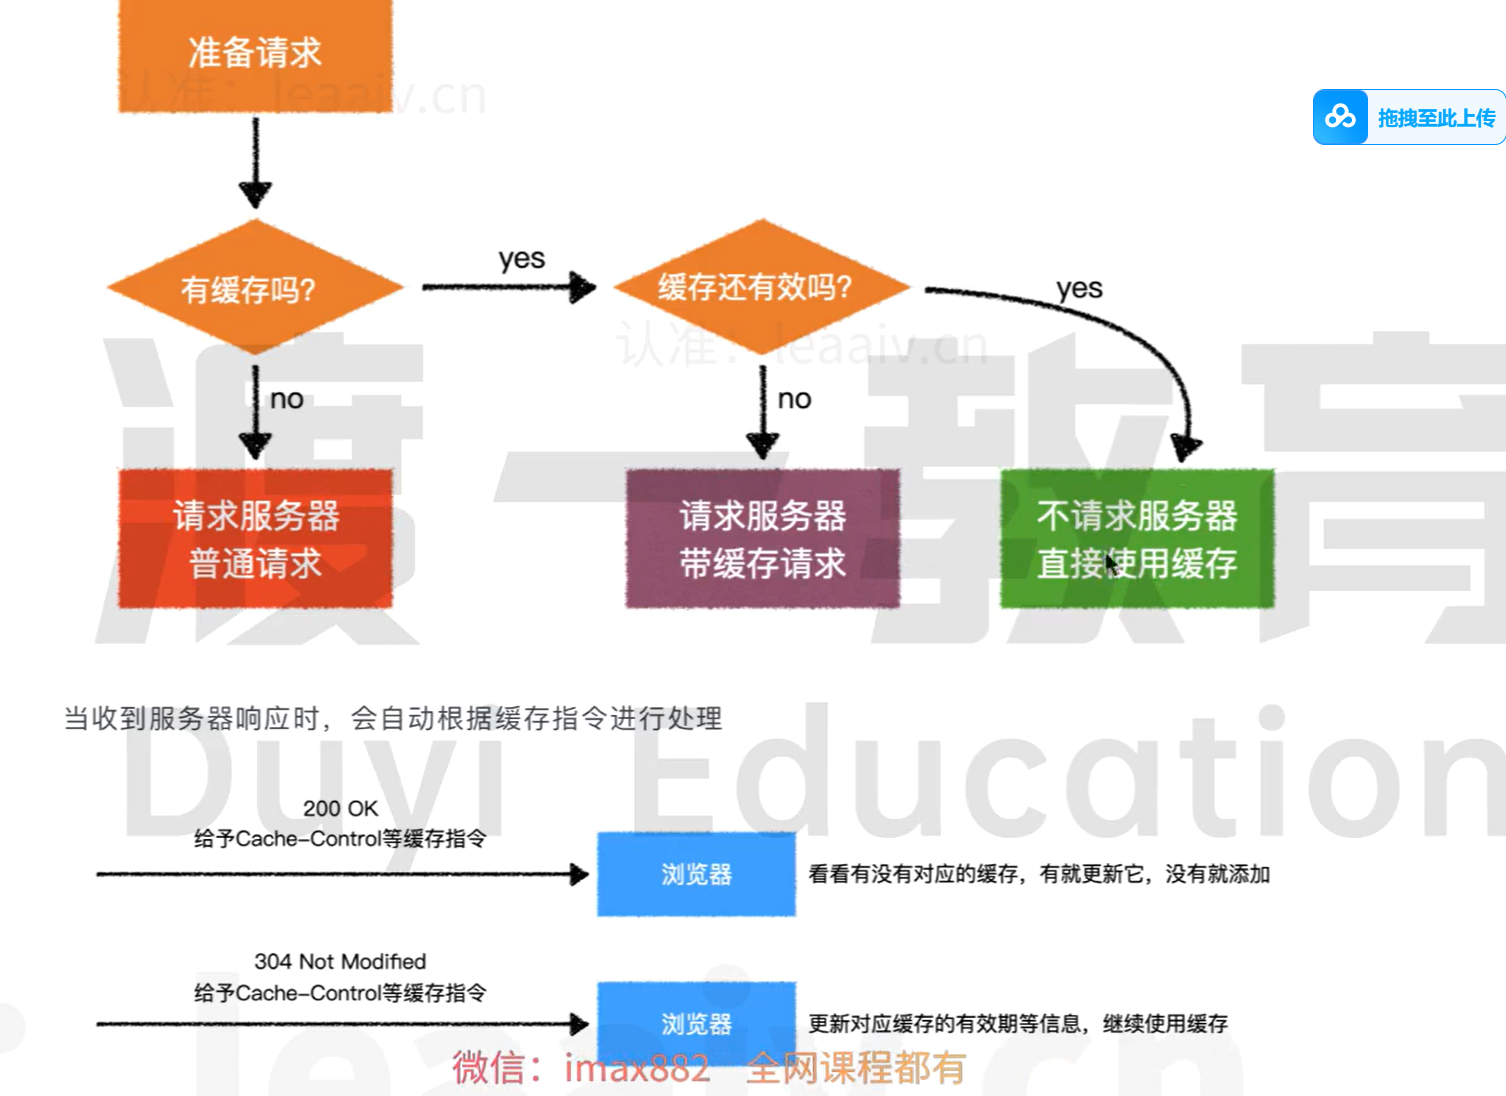 准备请求
认准：leaaiv.cn
拖拽至此上传
有缓存吗？
yes
缓存还有效吗？
yes
认准：leaaiv.cn
no
no
渡一教育
请求服务器
普通请求
请求服务器
带缓存请求
不请求服务器
直接使用缓存
当收到服务器响应时，会自动根据缓存指令进行处理
Duyi Education
200 OK
给予Cache-Control等缓存指令
浏览器
看看有没有对应的缓存，有就更新它，没有就添加
304 Not Modified
给予Cache-Control等缓存指令
浏览器
更新对应缓存的有效期等信息，继续使用缓存
leaaiv.cn
微信：imax882 全网课程都有